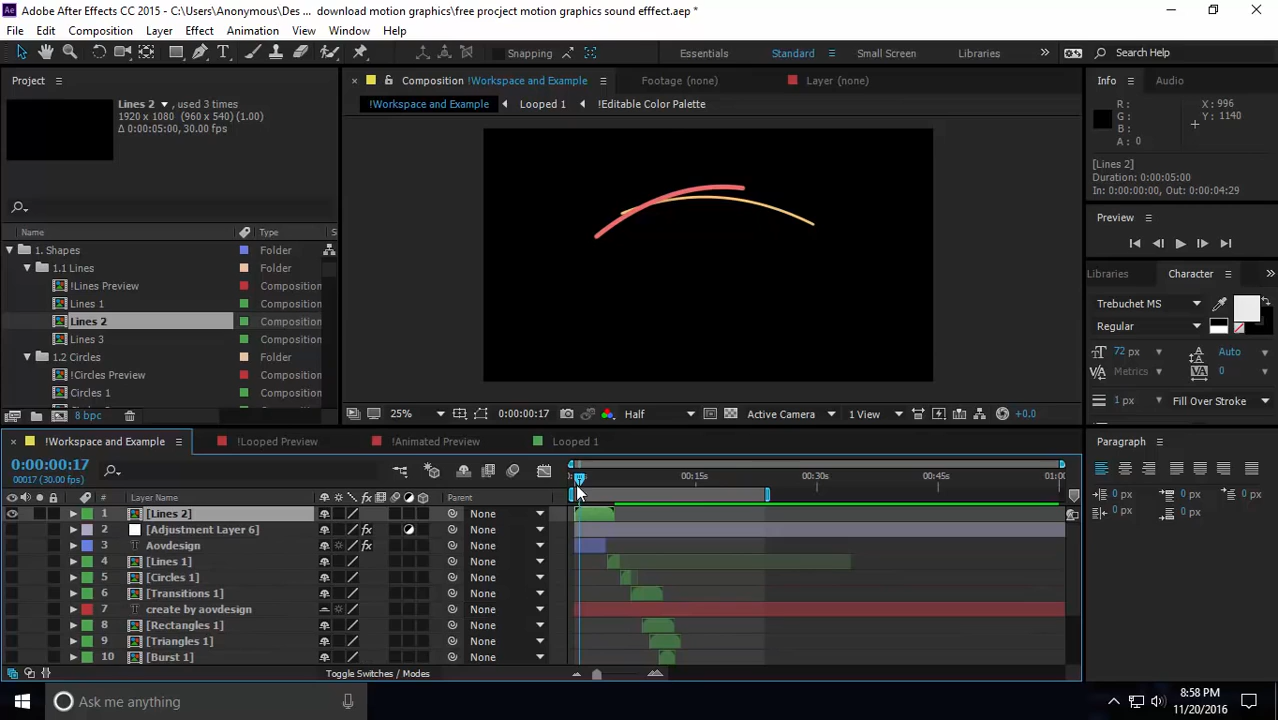 Adobe After Effects CC 2015 - C:\Users\Anonymous\Des ... download motion graphics\free procject motion graphics sound efffect.aep *
File Edit Composition Layer Effect Animation View Window Help
Snapping Essentials Standard Small Screen Libraries Search Help
Project
Lines 2 , used 3 times
1920 x 1080 (960 x 540) (1.00)
Δ 0:00:05:00, 30.00 fps
Name Type S
1. Shapes Folder
1.1 Lines Folder
!Lines Preview Composition
Lines 1 Composition
Lines 2 Composition
Lines 3 Composition
1.2 Circles Folder
!Circles Preview Composition
Circles 1 Composition
8 bpc
Composition !Workspace and Example Footage (none) Layer (none)
!Workspace and Example Looped 1 !Editable Color Palette
25% 0:00:00:17 Half Active Camera 1 View +0.0
Info Audio
R : X : 996
G : Y : 1140
B :
A : 0
[Lines 2]
Duration: 0:00:05:00
In: 0:00:00:00, Out: 0:00:04:29
Preview
Libraries Character
Trebuchet MS
Regular
72 px Auto
Metrics 0
1 px Fill Over Stroke
Paragraph
0 px 0 px 0 px
0 px 0 px
!Workspace and Example !Looped Preview !Animated Preview Looped 1
0:00:00:17
00017 (30.00 fps)
00:15s 00:30s 00:45s 01:00
# Layer Name Parent
1 [Lines 2] None
2 [Adjustment Layer 6] None
3 Aovdesign None
4 [Lines 1] None
5 [Circles 1] None
6 [Transitions 1] None
7 create by aovdesign None
8 [Rectangles 1] None
9 [Triangles 1] None
10 [Burst 1] None
Toggle Switches / Modes
Ask me anything
8:58 PM
11/20/2016